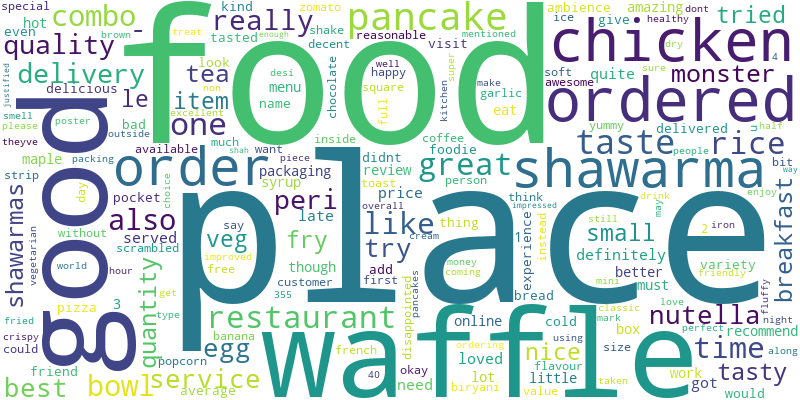 special
even
hot
combo
-
really
kind
zomato
shake
decent
pancake
ambience
ice
give
amazing
dont
healthy
tried
brown
tasted
reasonable
mentioned
visit
treat
enough
quality
food
chicken
look
chocolate
desi
well
happy
super
make
soft
quite
dry
sure
4
monster
delivery
tea
menu
non
square
full
kitchen
awesome
justified
delicious
le
item
name
excellent
garlic
eat
ordered
smell
please
poster
bad
outside
inside
coffee
foodie
yummy
delivered
u
half
theyve
packing
available
much
shah
want
piece
didnt
review
great
taste
people
rice
maple
day
choice
order
packaging
toast
person
shawarma
bit
way
strip
good
pocket
syrup
price
think
thing
drink
enjoy
shawarmas
vegetarian
without
also
peri
late
overall
like
try
impressed
still
may
small
must
breakfast
scrambled
served
say
veg
fry
place
1
experience
instead
2
iron
world
hour
improved
free
though
add
cream
definitely
variety
friendly
quantity
get
customer
first
money
coming
better
mini
fluffy
pizza
3
type
355
pancakes
bread
classic
love
night
fried
restaurant
disappointed
online
cold
box
mark
nutella
perfect
recommend
crispy
could
banana
ordering
using
nice
size
time
along
friend
popcorn
egg
french
okay
loved
flavour
work
tasty
best
bowl
service
average
40
waffle
need
lot
biryani
little
value
taken
got
would